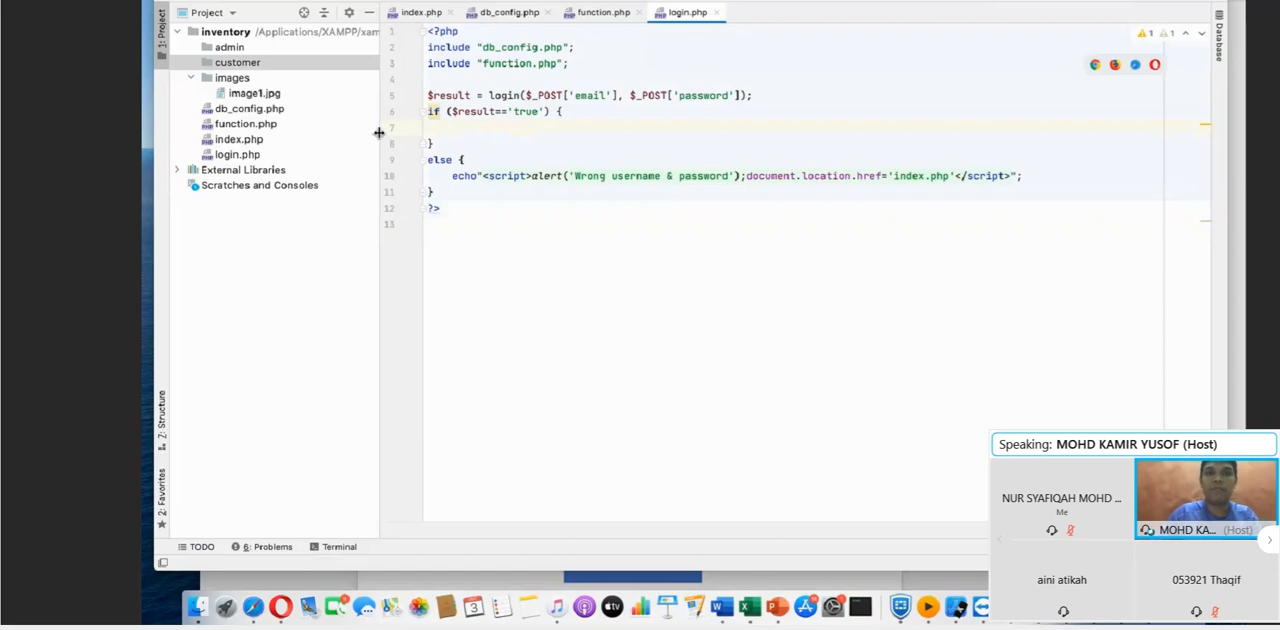 Project
index.php
db_config.php
function.php
login.php
1: Project
inventory /Applications/XAMPP/xam
admin
customer
images
image1.jpg
db_config.php
function.php
index.php
login.php
External Libraries
Scratches and Consoles
1 <?php
2 include "db_config.php";
3 include "function.php";
4
5 $result = login($_POST['email'], $_POST['password']);
6 if ($result=='true') {
7
8 }
9 else {
10 echo"<script>alert('Wrong username & password');document.location.href='index.php'</script>";
11 }
12 ?>
13
1 1
Database
Z: Structure
2: Favorites
TODO
6: Problems
Terminal
Speaking: MOHD KAMIR YUSOF (Host)
NUR SYAFIQAH MOHD ...
Me
MOHD KA... (Host)
aini atikah
053921 Thaqif
3